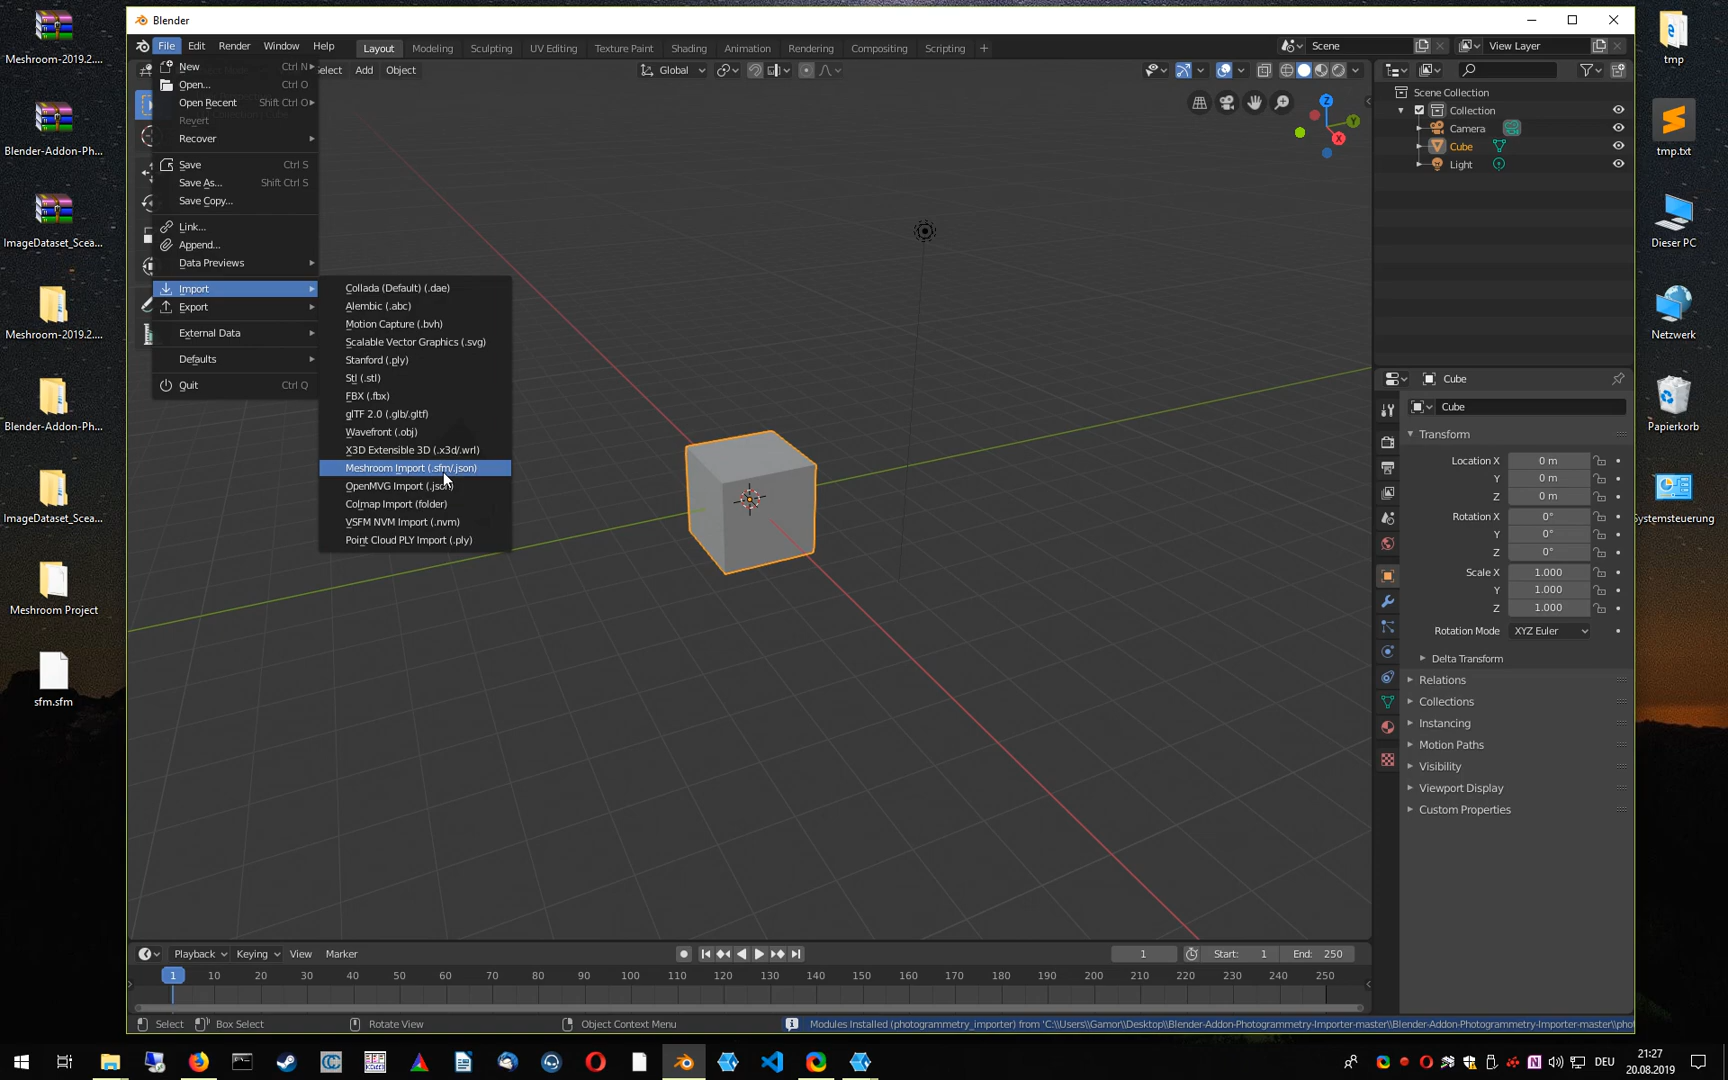 Blender
File Edit Render Window Help
Layout Modeling Sculpting UV Editing Texture Paint Shading Animation Rendering Compositing Scripting +
Scene
View Layer
Add Object
Global
New Ctrl N
Open... Ctrl O
Open Recent Shift Ctrl O
Revert
Recover
Save Ctrl S
Save As... Shift Ctrl S
Save Copy...
Link...
Append...
Data Previews
Import
Export
External Data
Defaults
Quit Ctrl Q
Collada (Default) (.dae)
Alembic (.abc)
Motion Capture (.bvh)
Scalable Vector Graphics (.svg)
Stanford (.ply)
Stl (.stl)
FBX (.fbx)
glTF 2.0 (.glb/.gltf)
Wavefront (.obj)
X3D Extensible 3D (.x3d/.wrl)
Meshroom Import (.sfm/.json)
OpenMVG Import (.json)
Colmap Import (folder)
VSFM NVM Import (.nvm)
Point Cloud PLY Import (.ply)
Z
Y
X
Scene Collection
Collection
Camera
Cube
Light
Cube
Cube
Transform
Location X 0 m
Y 0 m
Z 0 m
Rotation X 0°
Y 0°
Z 0°
Scale X 1.000
Y 1.000
Z 1.000
Rotation Mode XYZ Euler
Delta Transform
Relations
Collections
Instancing
Motion Paths
Visibility
Viewport Display
Custom Properties
Playback Keying View Marker
1 Start: 1 End: 250
1 10 20 30 40 50 60 70 80 90 100 110 120 130 140 150 160 170 180 190 200 210 220 230 240 250
Select Box Select Rotate View Object Context Menu
Modules Installed (photogrammetry_importer) from 'C:\\Users\\Gamor\\Desktop\\Blender-Addon-Photogrammetry-Importer-master\\Blender-Addon-Photogrammetry-Importer-master\\pho
Meshroom-2019.2....
Blender-Addon-Ph...
ImageDataset_Scea...
Meshroom-2019.2....
Blender-Addon-Ph...
ImageDataset_Scea...
Meshroom Project
sfm.sfm
tmp
tmp.txt
Dieser PC
Netzwerk
Papierkorb
Systemsteuerung
DEU
21:27
20.08.2019